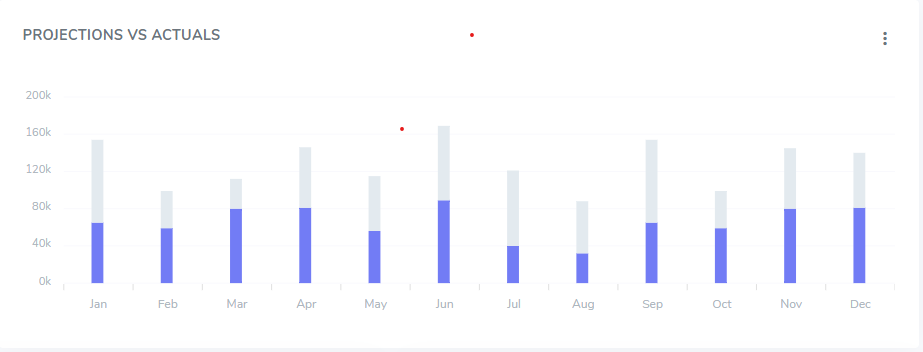 PROJECTIONS VS ACTUALS
200k
160k
120k
80k
40k
0k
Jan Feb Mar Apr May Jun Jul Aug Sep Oct Nov Dec